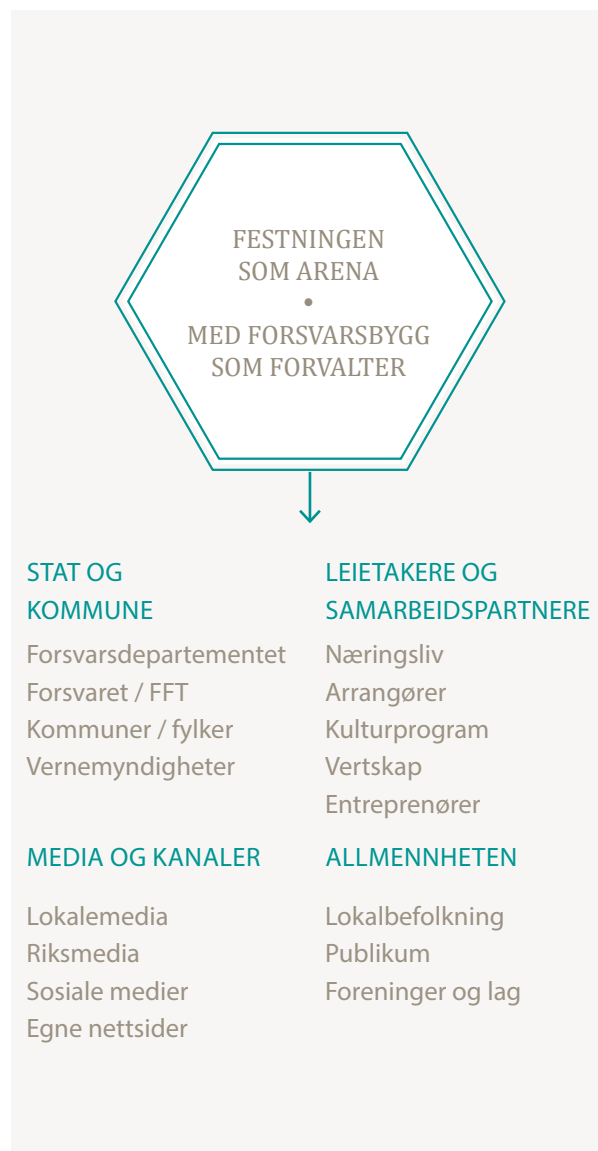 FESTNINGEN
SOM ARENA
•
MED FORSVARSBYGG
SOM FORVALTER
STAT OG
KOMMUNE
Forsvarsdepartementet
Forsvaret / FFT
Kommuner / fylker
Vernemyndigheter
LEIETAKERE OG
SAMARBEIDSPARTNERE
Næringsliv
Arrangører
Kulturprogram
Vertskap
Entreprenører
MEDIA OG KANALER
Lokalemedia
Riksmedia
Sosiale medier
Egne nettsider
ALLMENNHETEN
Lokalbefolkning
Publikum
Foreninger og lag